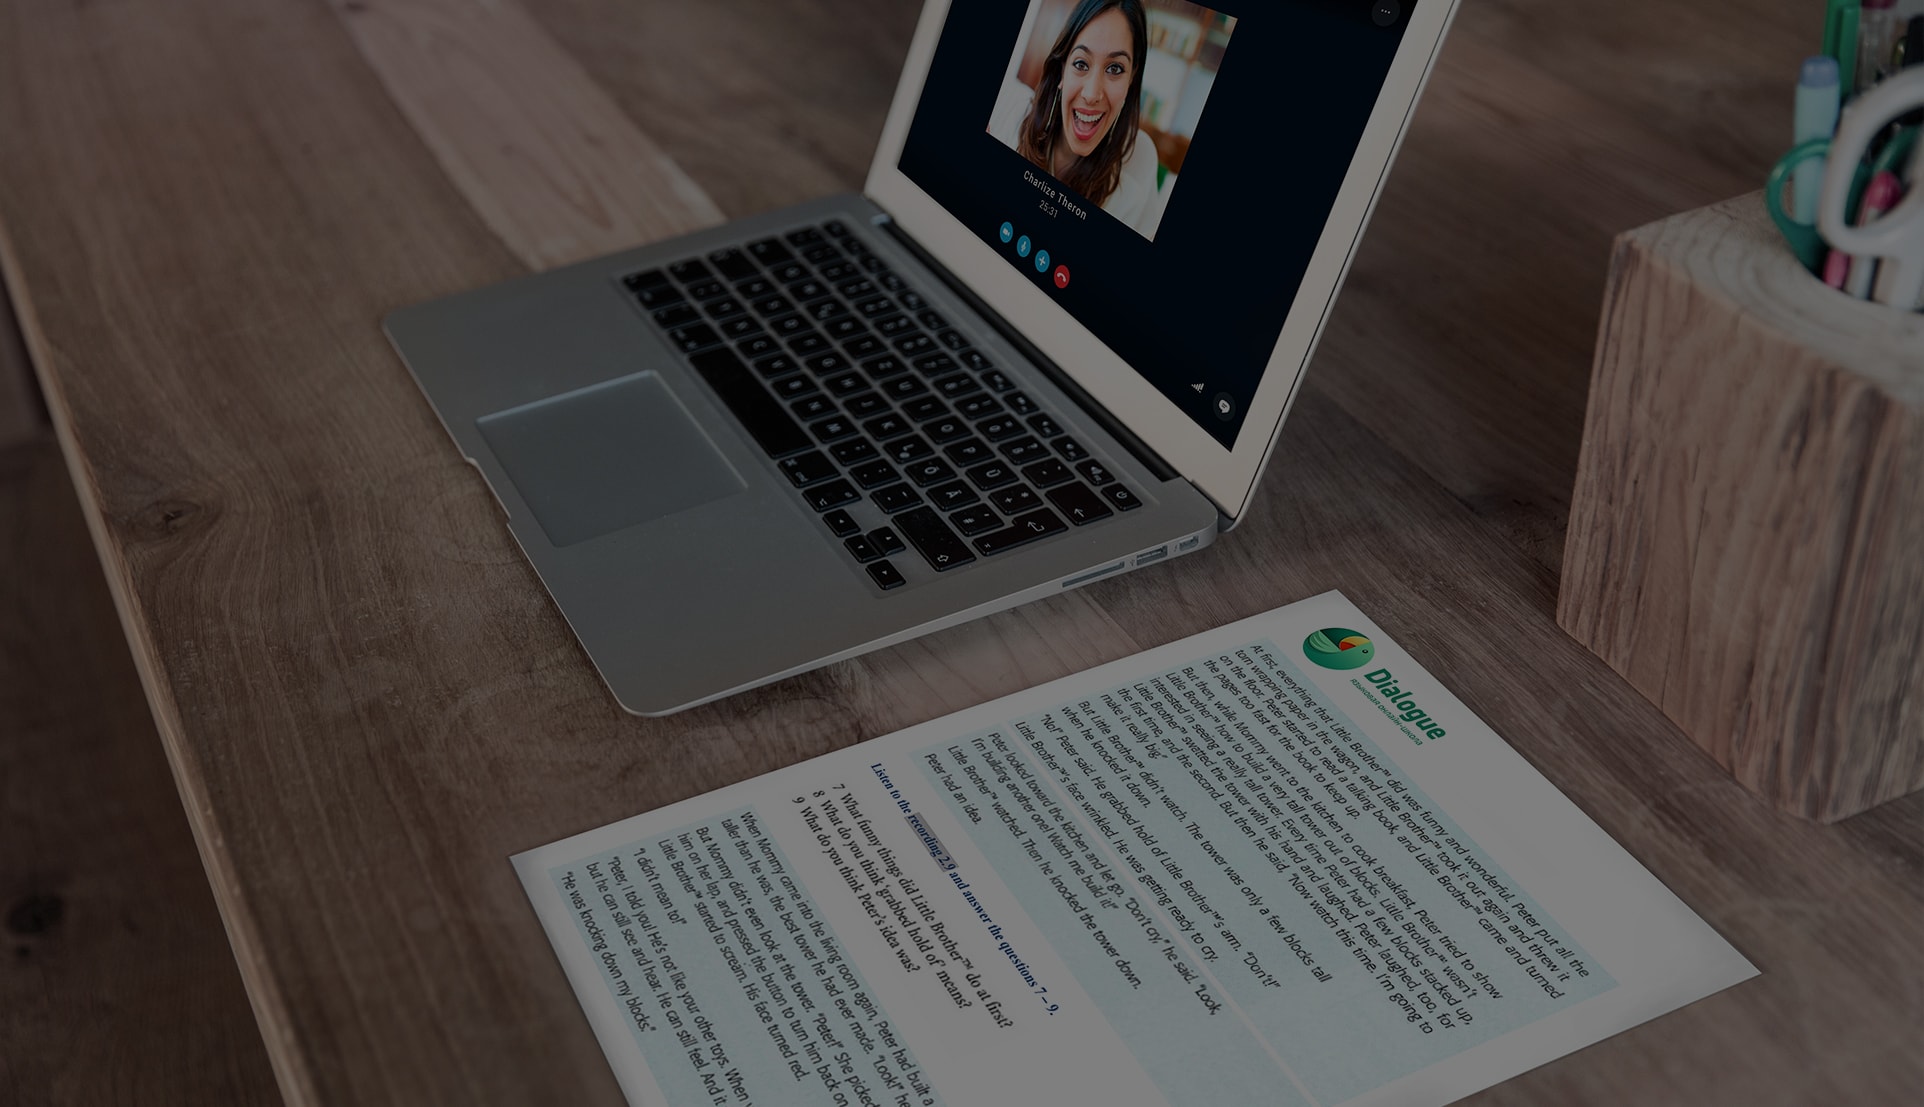 Charlize Theron
25:31
Dialogue
Языковая онлайн-школа
At first, everything that Little Brother™ did was funny and wonderful. Peter put all the
torn wrapping paper in the wagon, and Little Brother™ took it out again and threw it
on the floor. Peter started to read a talking book, and Little Brother™ came and turned
the pages too fast for the book to keep up.
But then, while Mommy went to the kitchen to cook breakfast, Peter tried to show
Little Brother™ how to build a very tall tower out of blocks. Little Brother™ wasn't
interested in seeing a really tall tower. Every time Peter had a few blocks stacked up,
Little Brother™ swatted the tower with his hand and laughed. Peter laughed, too, for
the first time, and the second. But then he said, "Now watch this time. I'm going to
make it really big."
But Little Brother™ didn't watch. The tower was only a few blocks tall
when he knocked it down.
"No!" Peter said. He grabbed hold of Little Brother™'s arm. "Don't!"
Little Brother™'s face wrinkled. He was getting ready to cry.
Peter looked toward the kitchen and let go. "Don't cry," he said. "Look,
I'm building another one! Watch me build it!"
Little Brother™ watched. Then he knocked the tower down.
Peter had an idea.
Listen to the recording 2.9 and answer the questions 7 – 9.
7 What funny things did Little Brother™ do at first?
8 What do you think 'grabbed hold of' means?
9 What do you think Peter's idea was?
When Mommy came into the living room again, Peter had built a
taller than he was, the best tower he had ever made. "Look!" he
But Mommy didn't even look at the tower. "Peter!" She picked
him on her lap, and pressed the button to turn him back on
Little Brother™ started to scream. His face turned red.
"I didn't mean to!"
"Peter, I told you! He's not like your other toys. When
but he can still see and hear. He can still feel. And it
"He was knocking down my blocks."